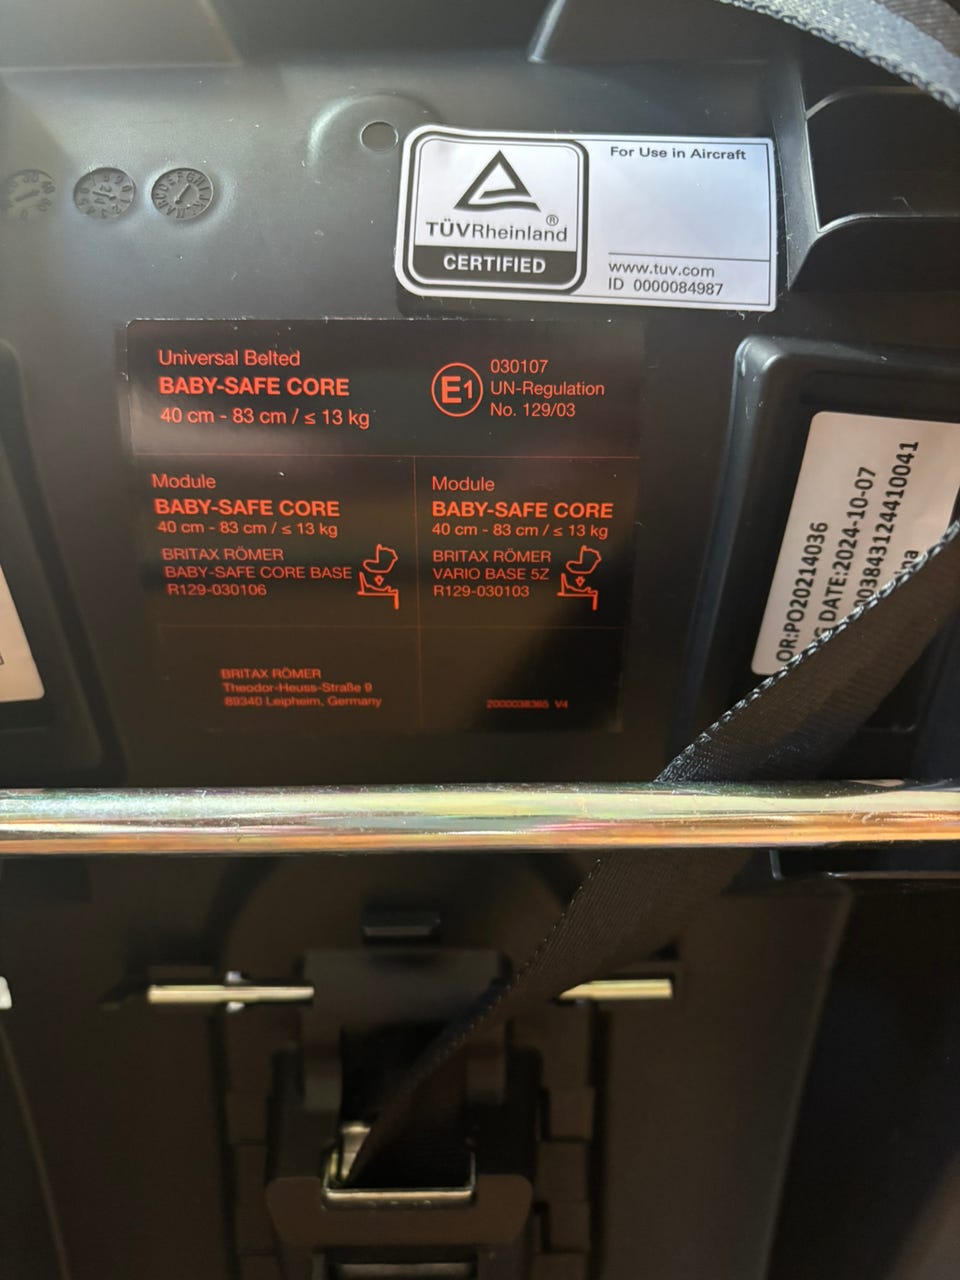 For Use in Aircraft
TÜVRheinland®
CERTIFIED
www.tuv.com
ID 0000084987
Universal Belted
BABY-SAFE CORE
40 cm - 83 cm / ≤ 13 kg
E1
030107
UN-Regulation
No. 129/03
Module
BABY-SAFE CORE
40 cm - 83 cm / ≤ 13 kg
BRITAX RÖMER
BABY-SAFE CORE BASE
R129-030106
Module
BABY-SAFE CORE
40 cm - 83 cm / ≤ 13 kg
BRITAX RÖMER
VARIO BASE 5Z
R129-030103
BRITAX RÖMER
Theodor-Heuss-Straße 9
89340 Leipheim, Germany
2000038365 V4
OR:PO20214036
G DATE:2024-10-07
00384312441 0041